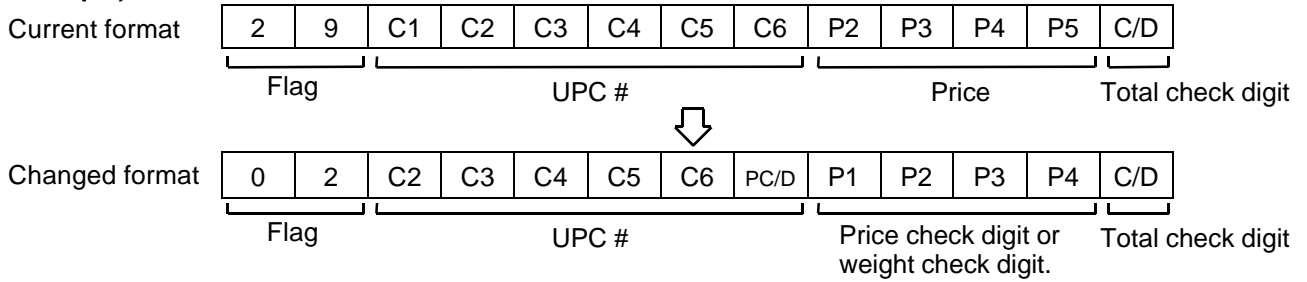 Current format 2 9 C1 C2 C3 C4 C5 C6 P2 P3 P4 P5 C/D
Flag UPC # Price Total check digit
Changed format 0 2 C2 C3 C4 C5 C6 PC/D P1 P2 P3 P4 C/D
Flag UPC # Price check digit or Total check digit
weight check digit.